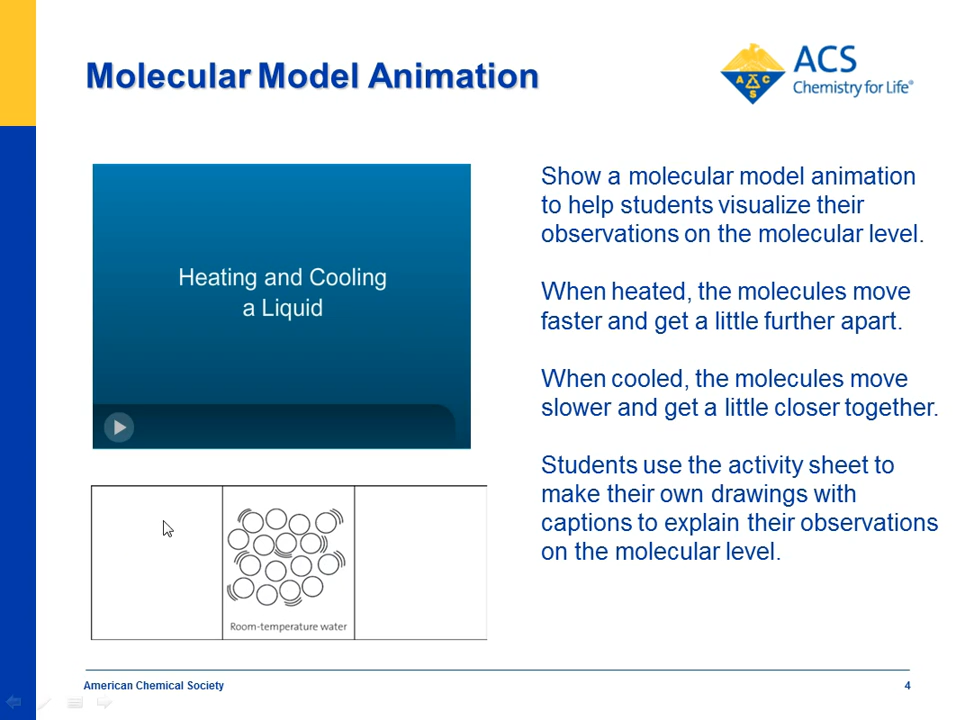 Molecular Model Animation
ACS
Chemistry for Life®
A C S
Heating and Cooling
a Liquid
Show a molecular model animation
to help students visualize their
observations on the molecular level.
When heated, the molecules move
faster and get a little further apart.
When cooled, the molecules move
slower and get a little closer together.
Students use the activity sheet to
make their own drawings with
captions to explain their observations
on the molecular level.
Room-temperature water
American Chemical Society
4